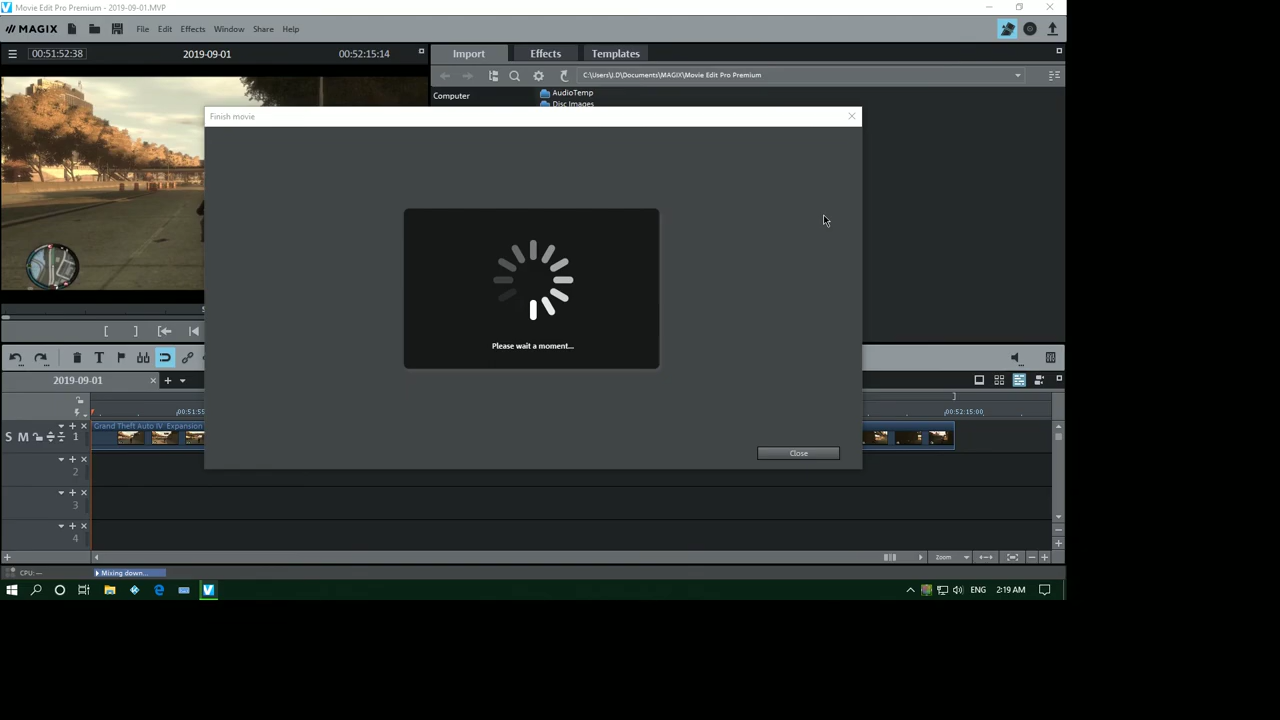 Movie Edit Pro Premium - 2019-09-01.MVP
MAGIX File Edit Effects Window Share Help
00:51:52:38 2019-09-01 00:52:15:14
Import Effects Templates
C:\Users\J.D\Documents\MAGIX\Movie Edit Pro Premium
Computer
AudioTemp
Disc Images
Finish movie
Please wait a moment...
Close
2019-09-01
00:51:55
00:52:15:00
S M 1
Grand Theft Auto IV Expansion
2
3
4
Zoom
CPU: —
Mixing down...
ENG 2:19 AM